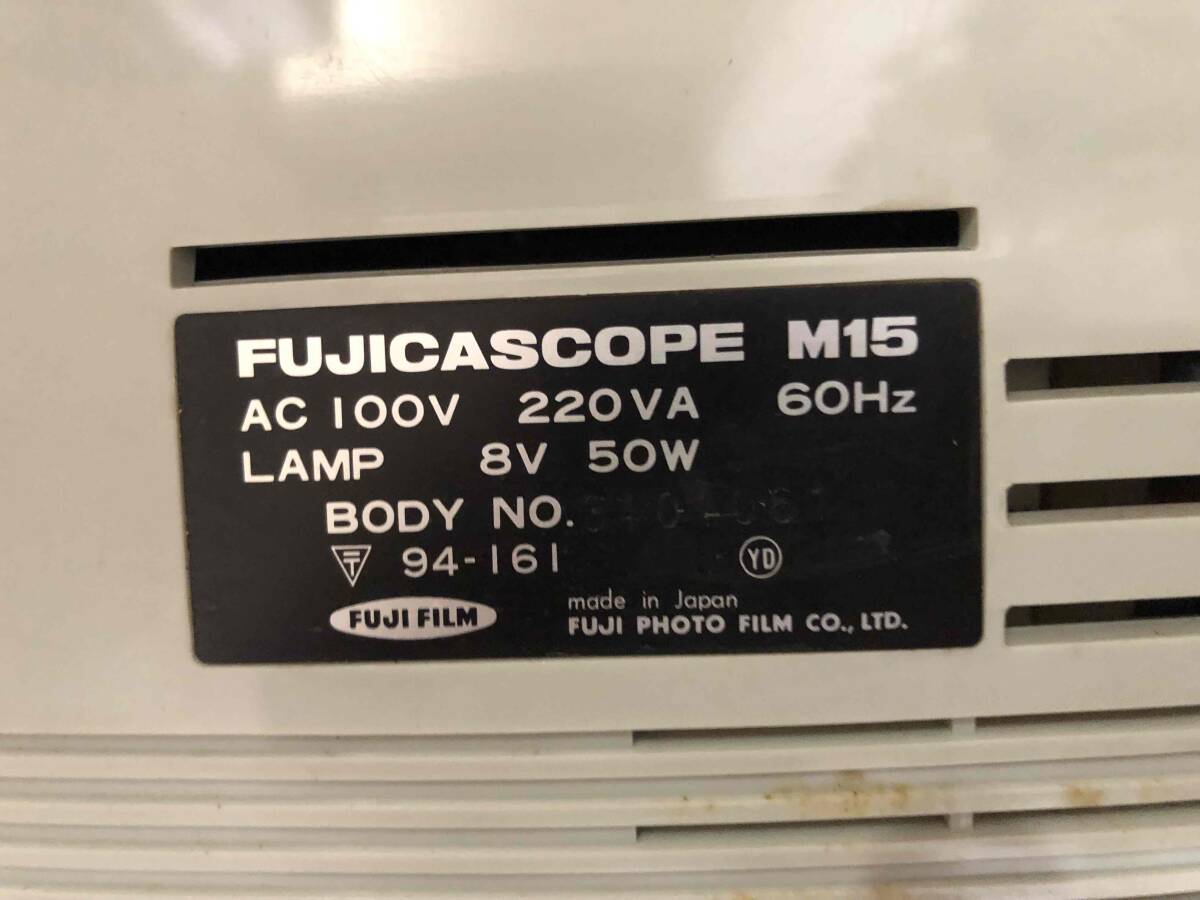 FUJICASCOPE M15
AC 100V 220VA 60Hz
LAMP 8V 50W
BODY NO.
〒 94-161 YD
FUJI FILM
made in Japan
FUJI PHOTO FILM CO., LTD.